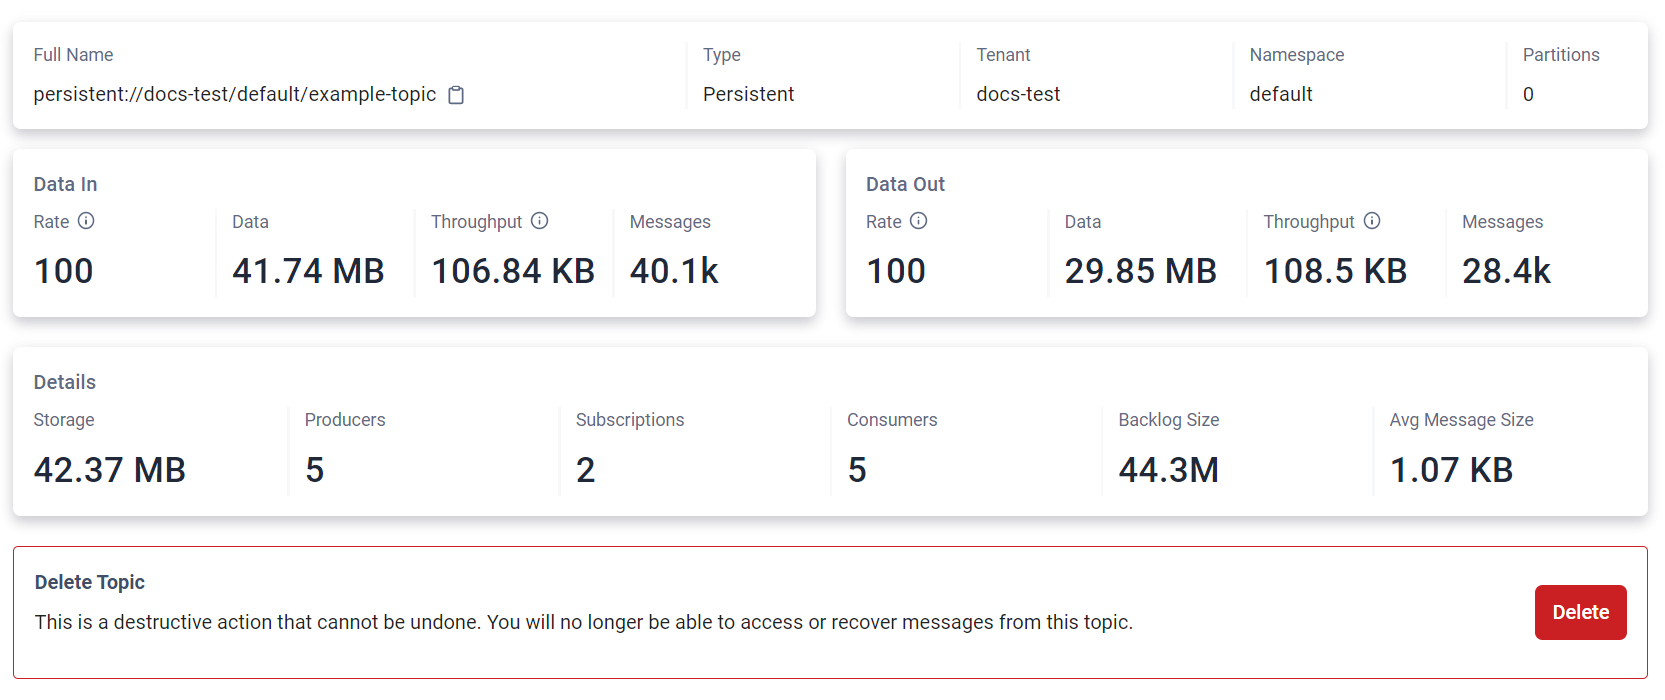 Full Name
persistent://docs-test/default/example-topic
Type
Persistent
Tenant
docs-test
Namespace
default
Partitions
0
Data In
Rate
100
Data
41.74 MB
Throughput
106.84 KB
Messages
40.1k
Data Out
Rate
100
Data
29.85 MB
Throughput
108.5 KB
Messages
28.4k
Details
Storage
42.37 MB
Producers
5
Subscriptions
2
Consumers
5
Backlog Size
44.3M
Avg Message Size
1.07 KB
Delete Topic
This is a destructive action that cannot be undone. You will no longer be able to access or recover messages from this topic.
Delete